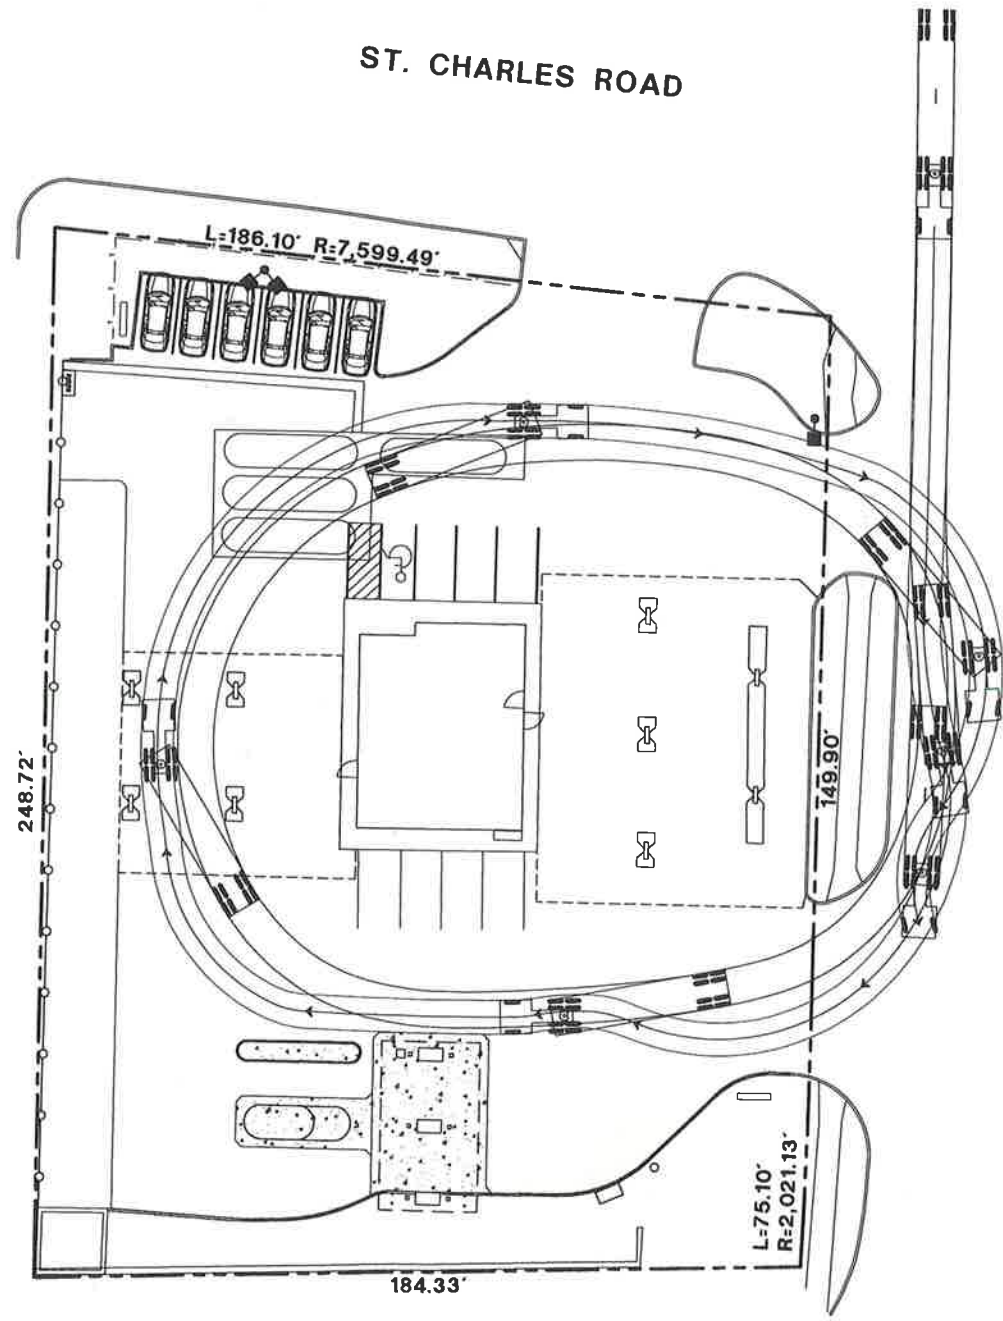 ST. CHARLES ROAD
L=186.10' R=7,599.49'
248.72'
149.90'
L=75.10'
R=2,021.13'
184.33'